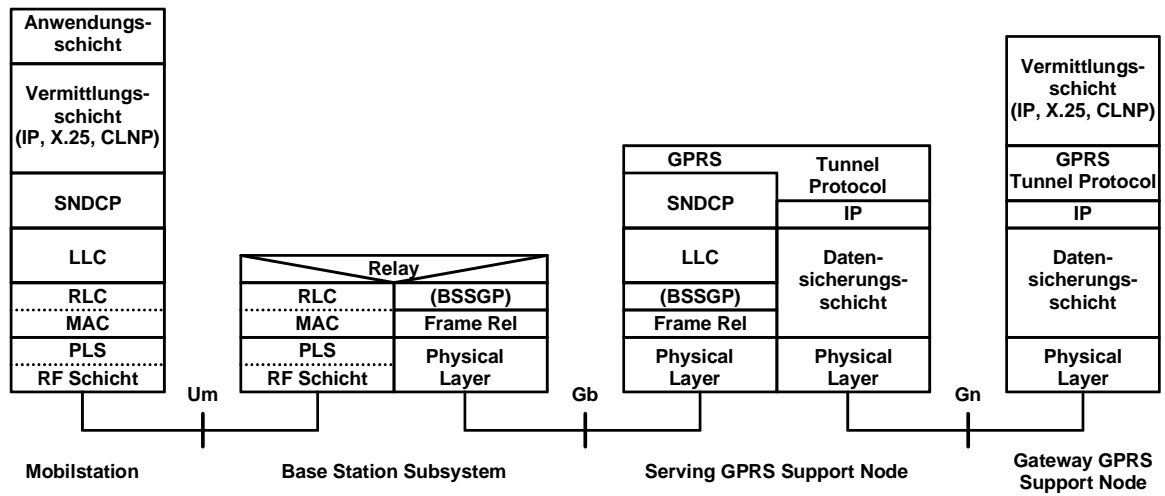 Anwendungs-
schicht
Vermittlungs-
schicht
(IP, X.25, CLNP)
SNDCP
LLC
RLC
MAC
PLS
RF Schicht
Mobilstation
Um
Relay
RLC
MAC
PLS
RF Schicht
(BSSGP)
Frame Rel
Physical
Layer
Base Station Subsystem
Gb
GPRS
Tunnel
Protocol
SNDCP
LLC
(BSSGP)
Frame Rel
Physical
Layer
IP
Daten-
sicherungs-
schicht
Physical
Layer
Serving GPRS Support Node
Gn
Vermittlungs-
schicht
(IP, X.25, CLNP)
GPRS
Tunnel Protocol
IP
Daten-
sicherungs-
schicht
Physical
Layer
Gateway GPRS
Support Node